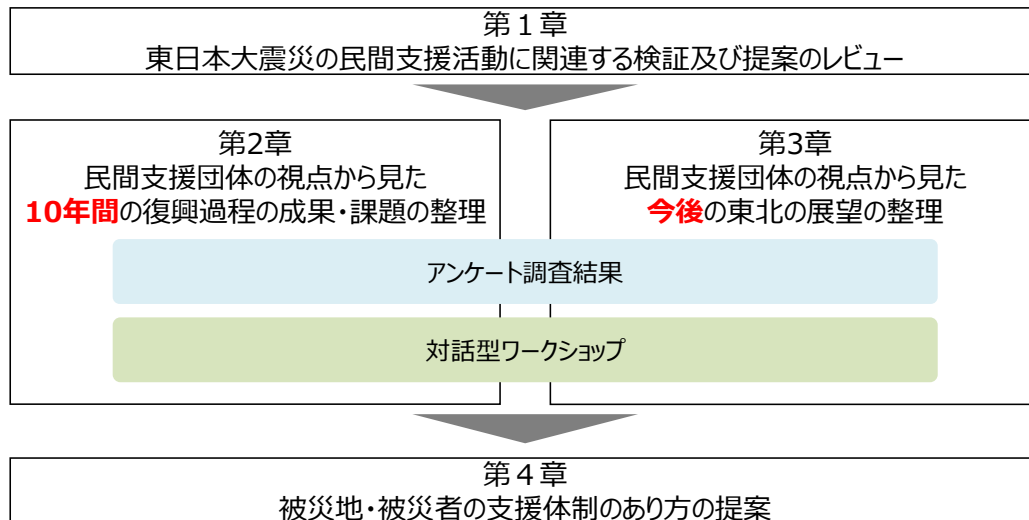 第１章
東日本大震災の民間支援活動に関連する検証及び提案のレビュー
第2章
民間支援団体の視点から見た
10年間の復興過程の成果・課題の整理
第3章
民間支援団体の視点から見た
今後の東北の展望の整理
アンケート調査結果
対話型ワークショップ
第４章
被災地・被災者の支援体制のあり方の提案